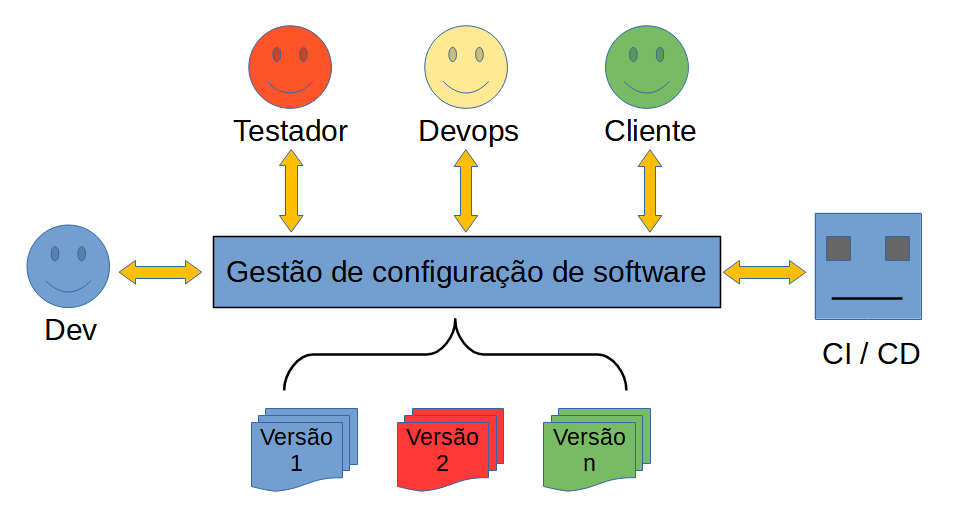 Testador
Devops
Cliente
Gestão de configuração de software
Dev
CI / CD
Versão
1
Versão
2
Versão
n